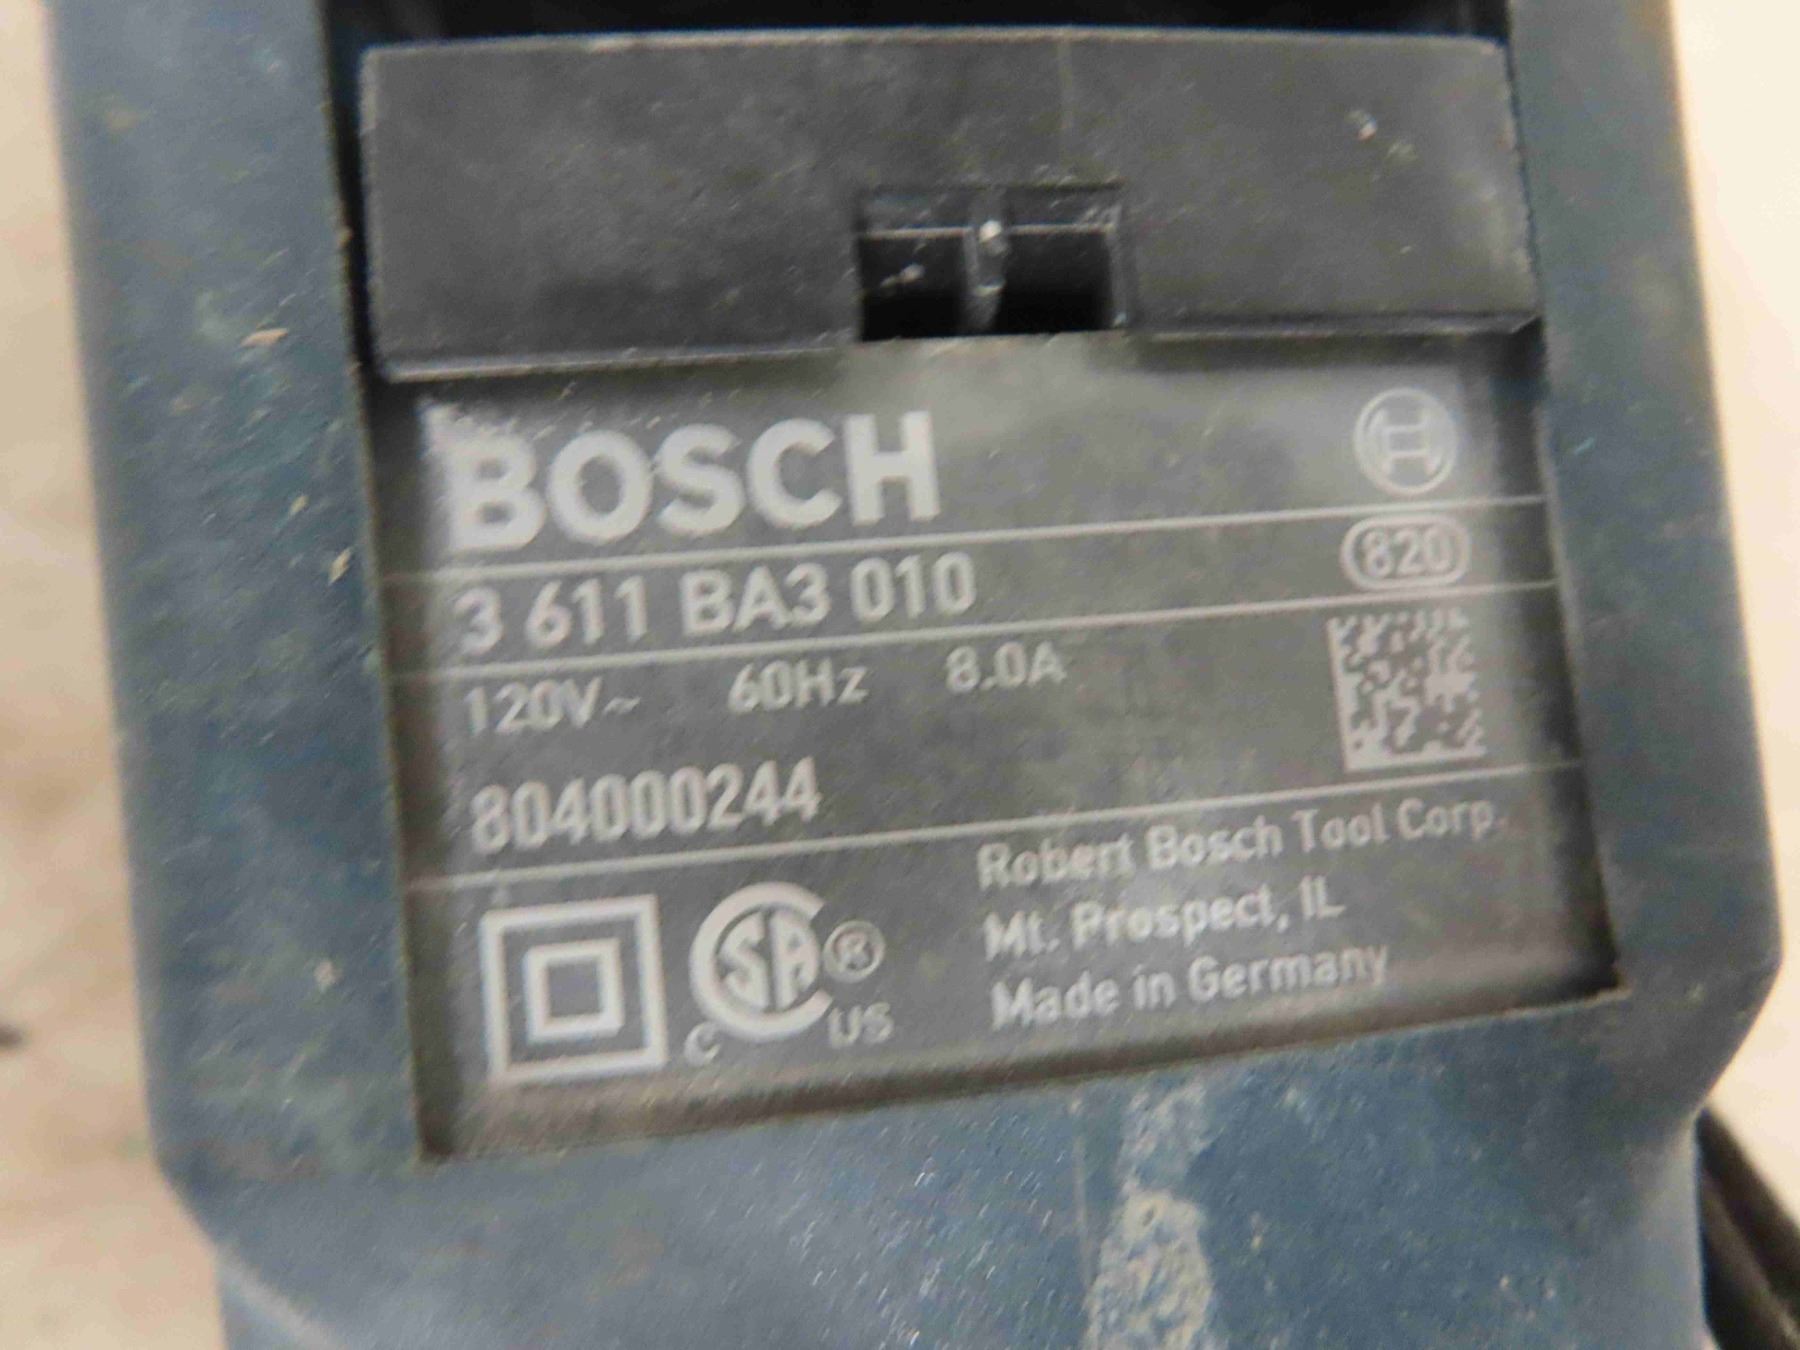 BOSCH
3 611 BA3 010 820
120V~ 60Hz 8.0A
804000244
Robert Bosch Tool Corp.
Mt. Prospect, IL
Made in Germany
C SA ® US